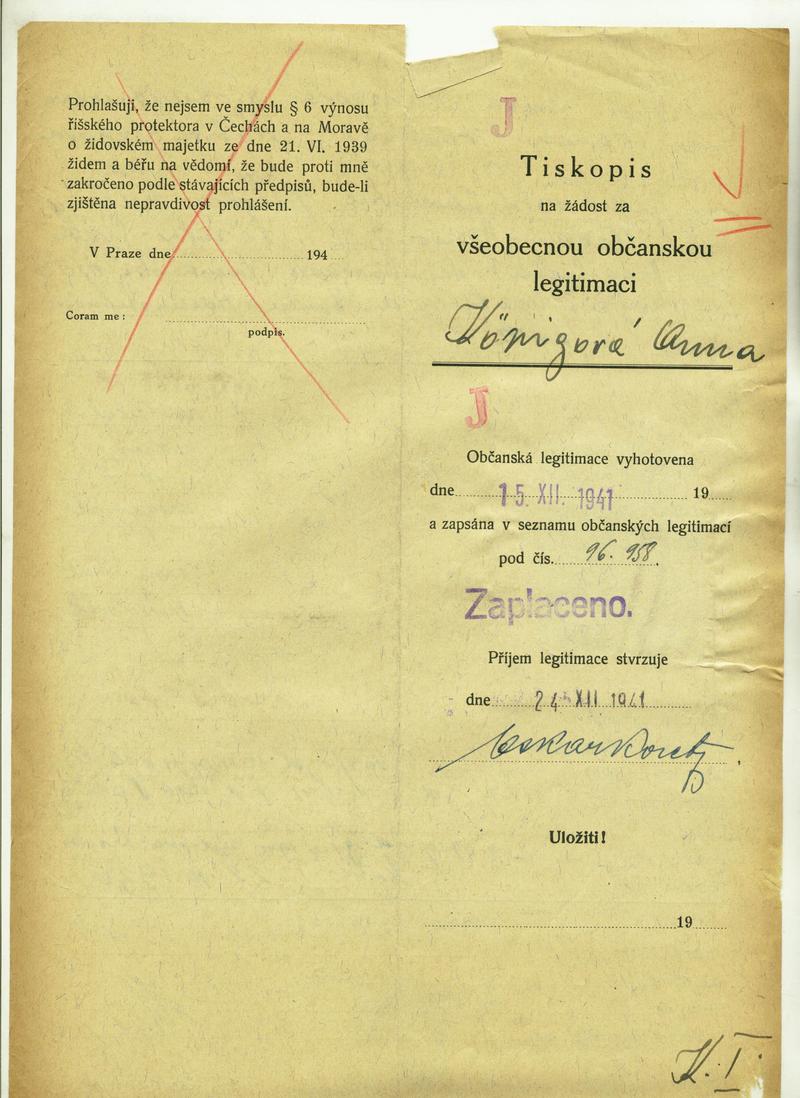 Prohlašuji, že nejsem ve smyslu § 6 výnosu
říšského protektora v Čechách a na Moravě
o židovském majetku ze dne 21. VI. 1939
židem a béřu na vědomí, že bude proti mně
zakročeno podle stávajících předpisů, bude-li
zjištěna nepravdivost prohlášení.
V Praze dne 194
Coram me :
podpis.
J
Tiskopis
na žádost za
všeobecnou občanskou
legitimaci
Königová Anna
J
Občanská legitimace vyhotovena
dne 15. XII. 1941 19
a zapsána v seznamu občanských legitimací
pod čís. 96. 958.
Zaplaceno.
Příjem legitimace stvrzuje
dne 24 XII 1941
Uložiti!
19
K. I.